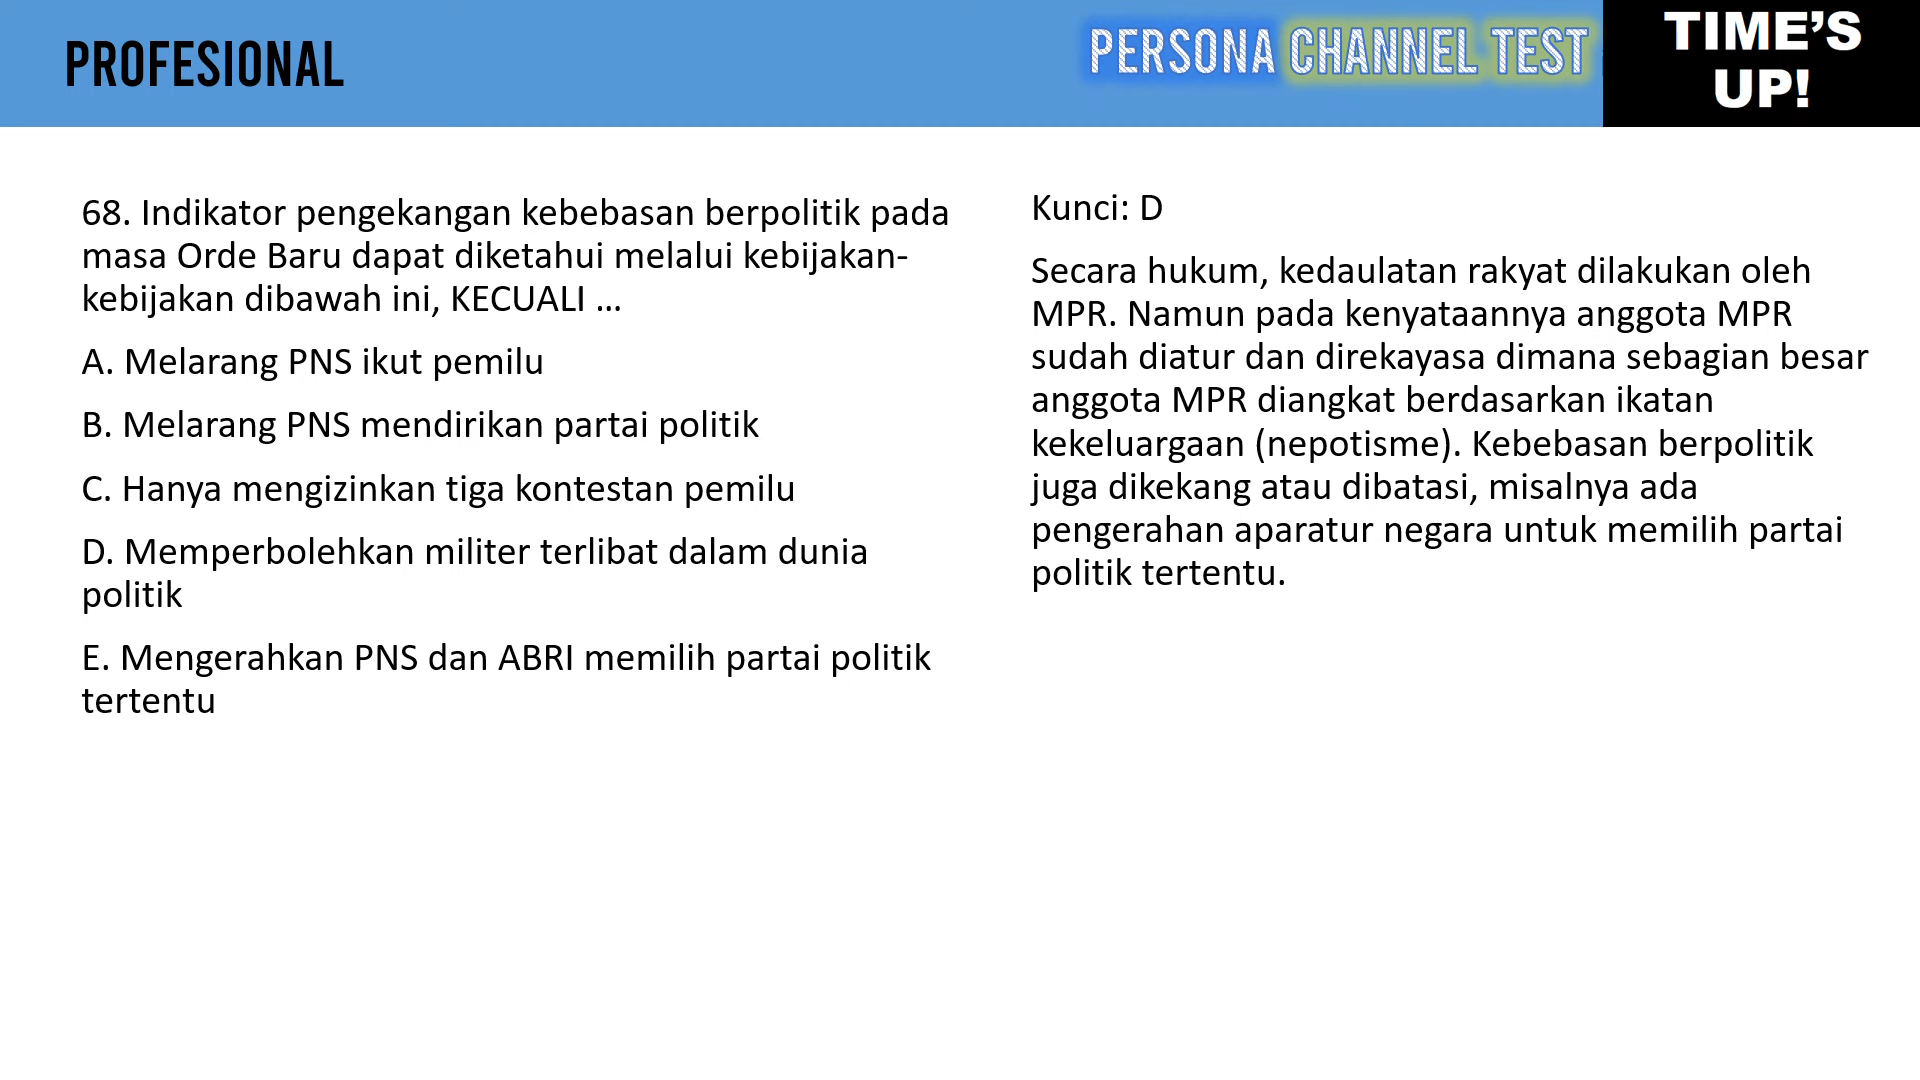 PROFESIONAL
PERSONA CHANNEL TEST
TIME'S
UP!
68. Indikator pengekangan kebebasan berpolitik pada
masa Orde Baru dapat diketahui melalui kebijakan-
kebijakan dibawah ini, KECUALI ...
A. Melarang PNS ikut pemilu
B. Melarang PNS mendirikan partai politik
C. Hanya mengizinkan tiga kontestan pemilu
D. Memperbolehkan militer terlibat dalam dunia
politik
E. Mengerahkan PNS dan ABRI memilih partai politik
tertentu
Kunci: D
Secara hukum, kedaulatan rakyat dilakukan oleh
MPR. Namun pada kenyataannya anggota MPR
sudah diatur dan direkayasa dimana sebagian besar
anggota MPR diangkat berdasarkan ikatan
kekeluargaan (nepotisme). Kebebasan berpolitik
juga dikekang atau dibatasi, misalnya ada
pengerahan aparatur negara untuk memilih partai
politik tertentu.